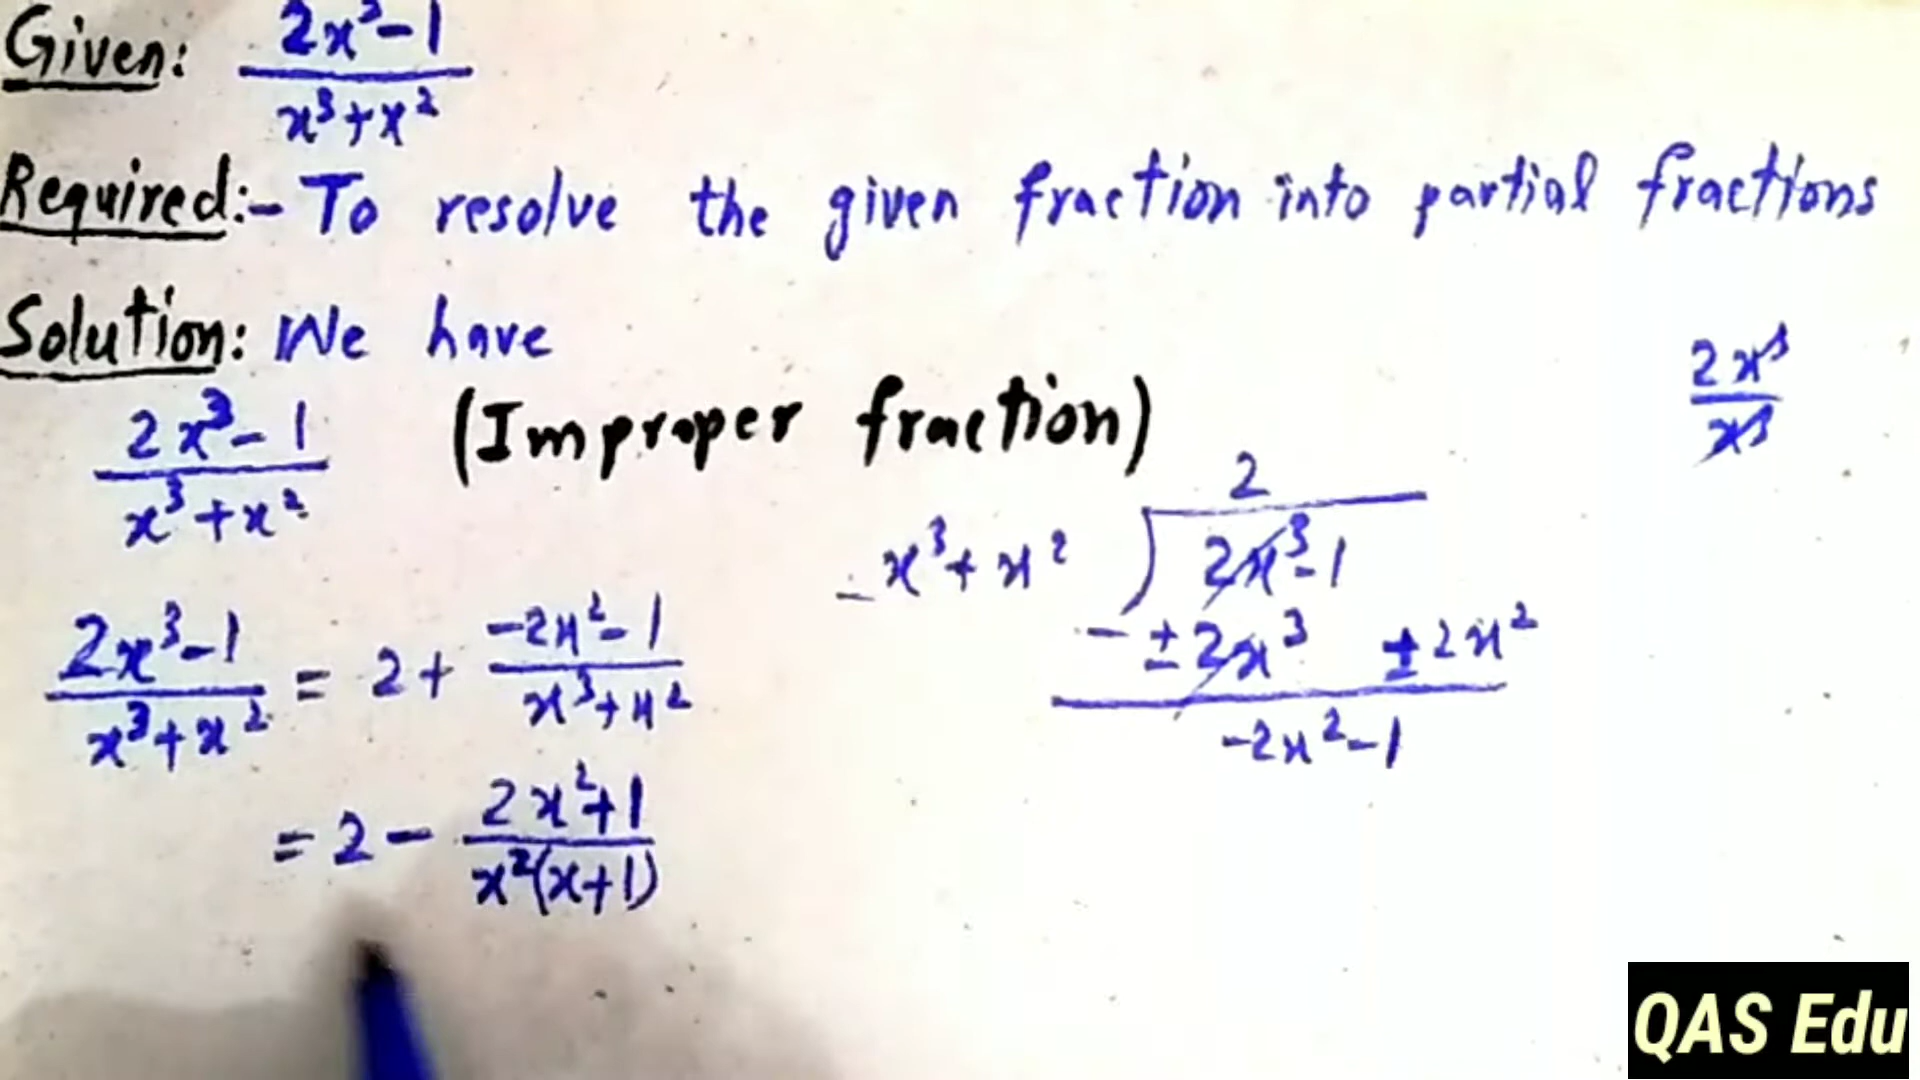 Given: 2x³-1
x³+x²
Required:- To resolve the given fraction into partial fractions
Solution: We have
2x³-1
x³+x²
(Improper fraction)
2x³
x³
2
x³+x² ) 2x³-1
- ±2x³ ±2x²
-2x²-1
2x³-1 / x³+x² = 2 + -2x²-1 / x³+x²
= 2 - 2x²+1 / x²(x+1)
QAS Edu